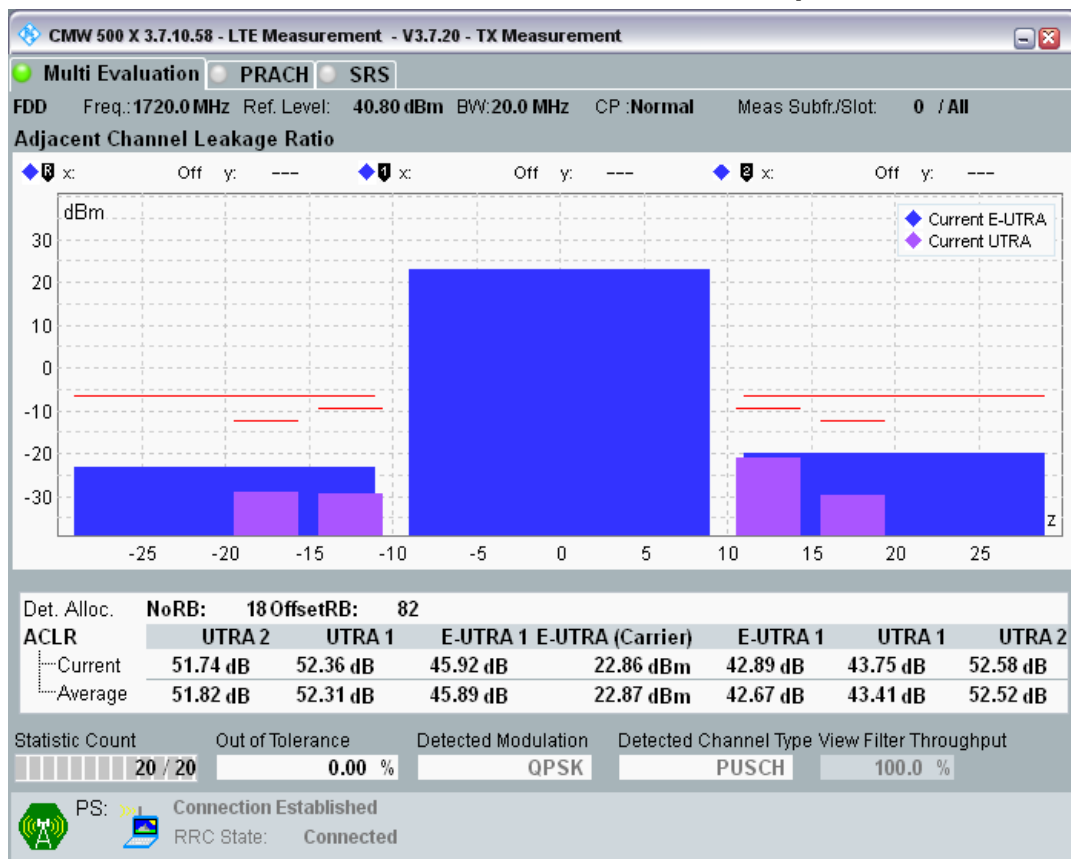 CMW 500 X 3.7.10.58 - LTE Measurement - V3.7.20 - TX Measurement
Multi Evaluation PRACH SRS
FDD Freq.:1720.0 MHz Ref. Level: 40.80 dBm BW:20.0 MHz CP :Normal Meas Subfr./Slot: 0 / All
Adjacent Channel Leakage Ratio
R x: Off y: --- 1 x: Off y: --- 2 x: Off y: ---
dBm
Current E-UTRA
Current UTRA
30
20
10
0
-10
-20
-30
z
-25 -20 -15 -10 -5 0 5 10 15 20 25
Det. Alloc. NoRB: 18 OffsetRB: 82
ACLR UTRA 2 UTRA 1 E-UTRA 1 E-UTRA (Carrier) E-UTRA 1 UTRA 1 UTRA 2
Current 51.74 dB 52.36 dB 45.92 dB 22.86 dBm 42.89 dB 43.75 dB 52.58 dB
Average 51.82 dB 52.31 dB 45.89 dB 22.87 dBm 42.67 dB 43.41 dB 52.52 dB
Statistic Count Out of Tolerance Detected Modulation Detected Channel Type View Filter Throughput
20 / 20 0.00 % QPSK PUSCH 100.0 %
PS: Connection Established
RRC State: Connected